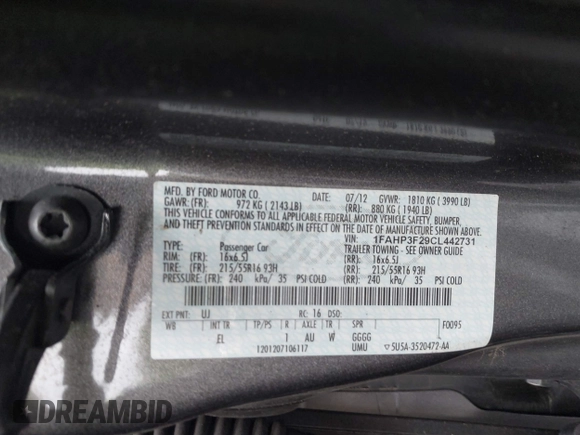 MFD. BY FORD MOTOR CO. DATE: 07/12 GVWR: 1810 KG ( 3990 LB)
GAWR: (FR): 972 KG ( 2143 LB) (RR): 880 KG ( 1940 LB)
THIS VEHICLE CONFORMS TO ALL APPLICABLE FEDERAL MOTOR VEHICLE SAFETY, BUMPER,
AND THEFT PREVENTION STANDARDS IN EFFECT ON THE DATE OF MANUFACTURE SHOWN ABOVE.
VIN: 1FAHP3F29CL442731
TYPE: Passenger Car TRAILER TOWING - SEE OWNER GUIDE
RIM: (FR): 16x6.5J (RR): 16x6.5J
TIRE: (FR): 215/55R16 93H (RR): 215/55R16 93H
PRESSURE: (FR): 240 kPa/ 35 PSI COLD (RR): 240 kPa/ 35 PSI COLD
EXT PNT: UJ RC: 16 DSO:
WB INT TR TP/PS R AXLE TR SPR F0095
EL 1 AU W GGGG
1201207106117 UMU 5U5A-3520472-AA
DREAMBID